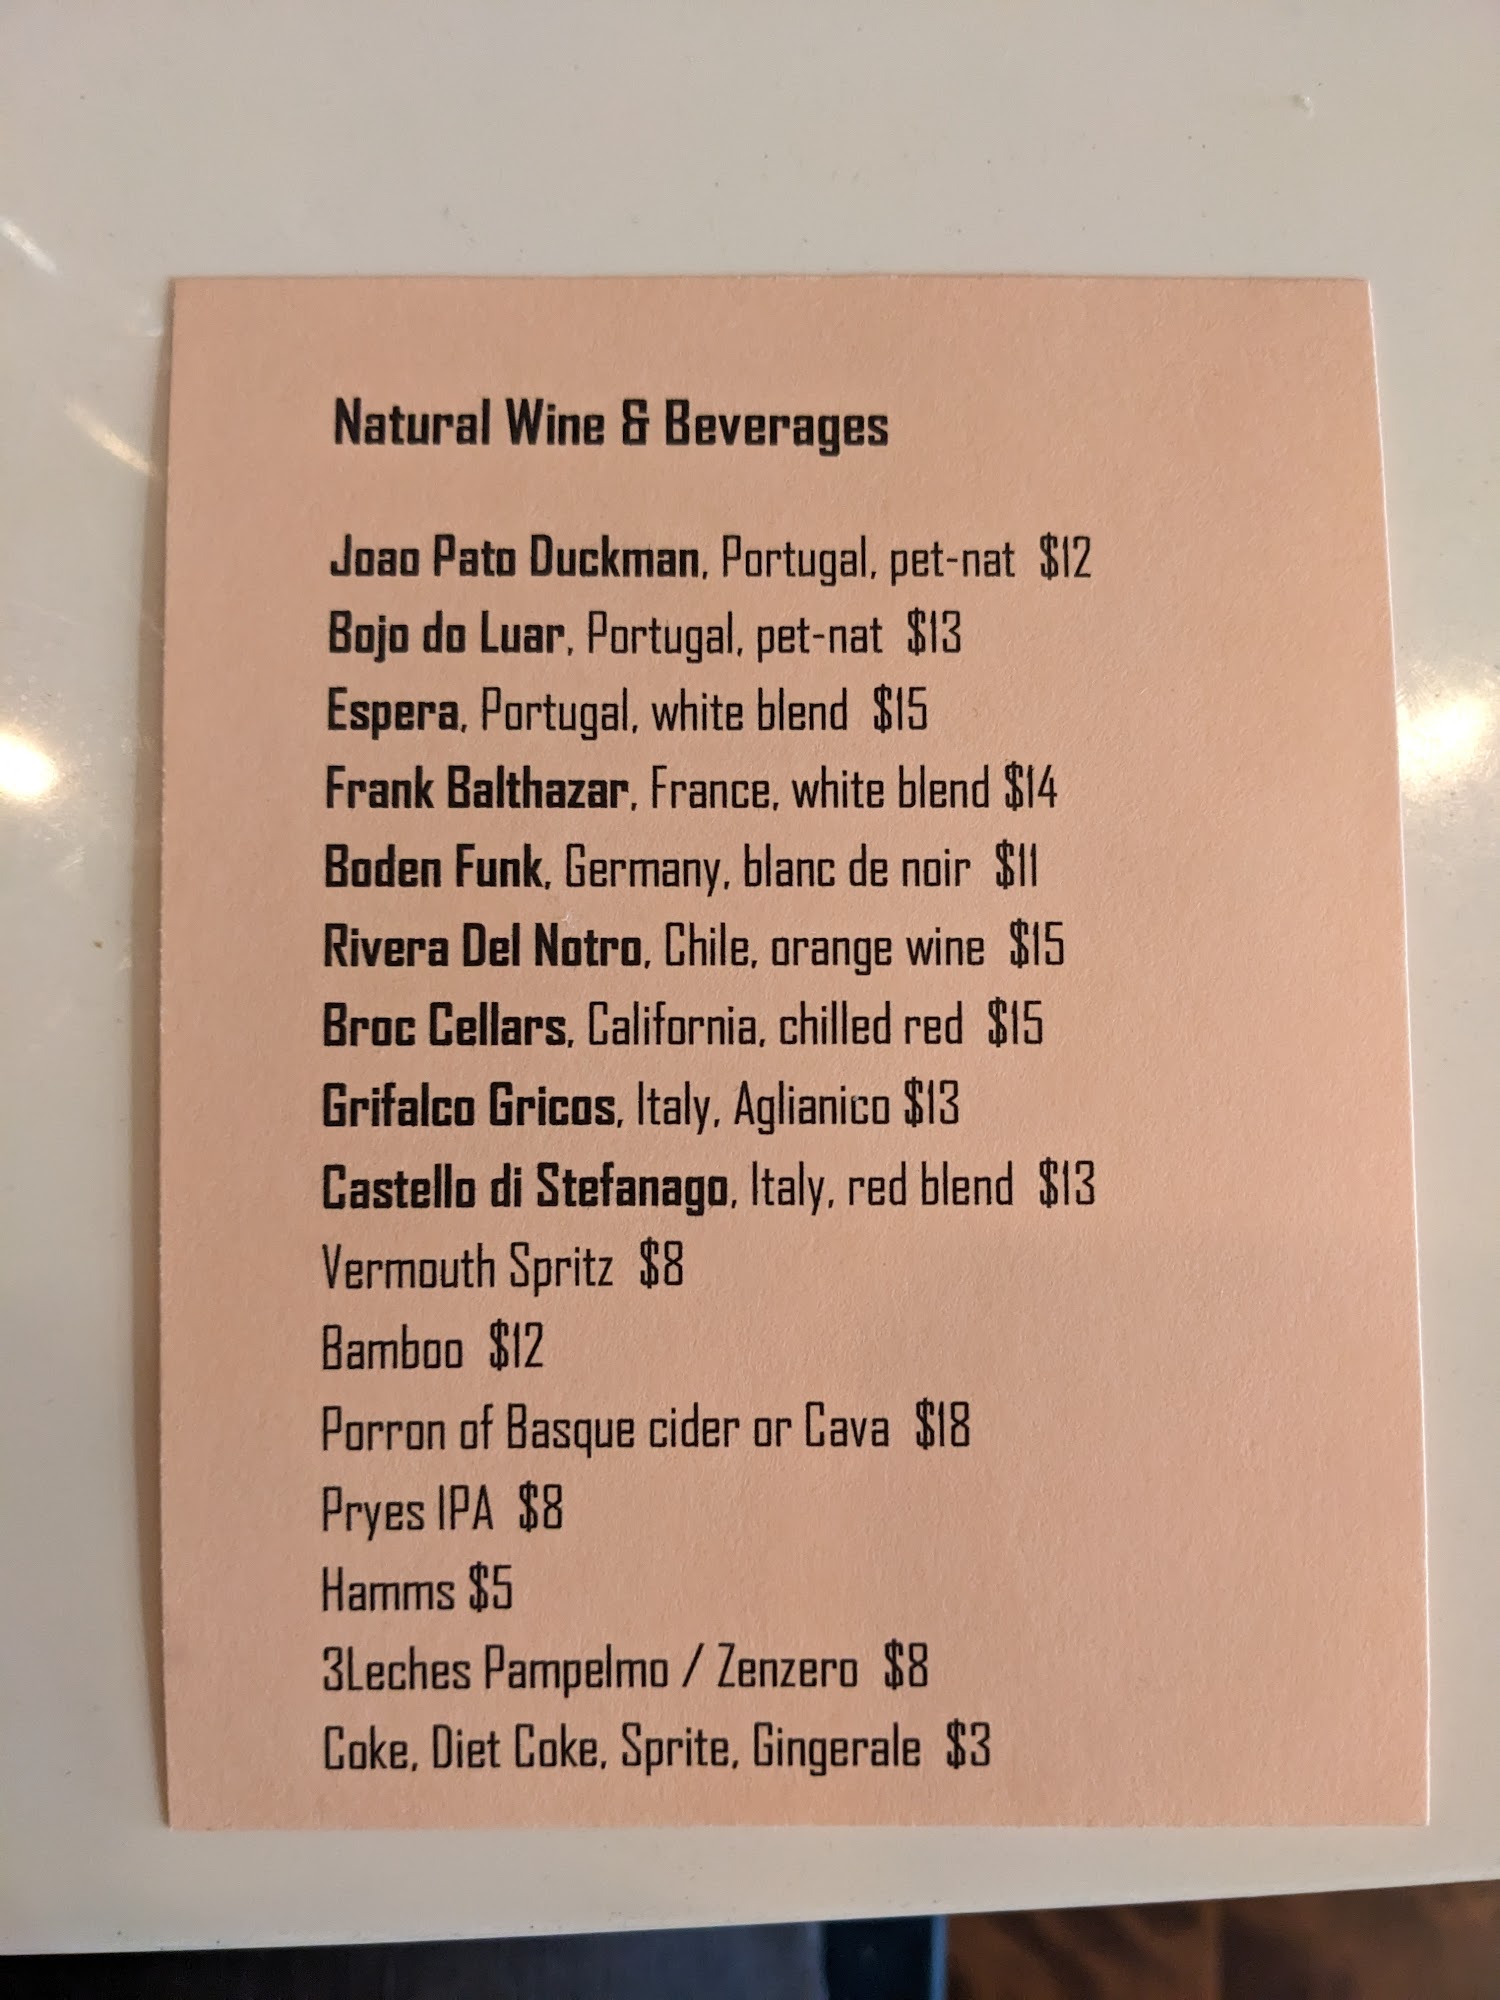 Natural Wine & Beverages
Joao Pato Duckman, Portugal, pet-nat $12
Bojo do Luar, Portugal, pet-nat $13
Espera, Portugal, white blend $15
Frank Balthazar, France, white blend $14
Boden Funk, Germany, blanc de noir $11
Rivera Del Notro, Chile, orange wine $15
Broc Cellars, California, chilled red $15
Grifalco Gricos, Italy, Aglianico $13
Castello di Stefanago, Italy, red blend $13
Vermouth Spritz $8
Bamboo $12
Porron of Basque cider or Cava $18
Pryes IPA $8
Hamms $5
3Leches Pampelmo / Zenzero $8
Coke, Diet Coke, Sprite, Gingerale $3